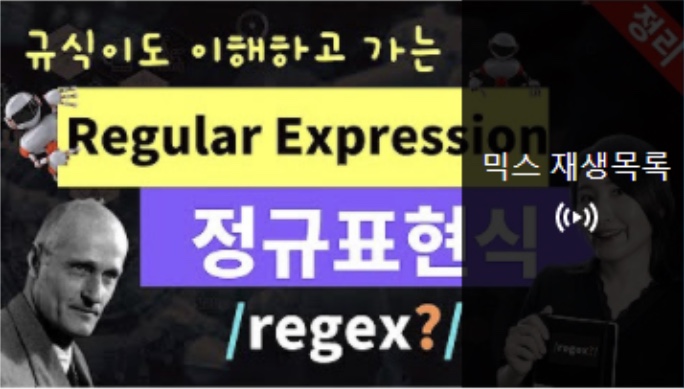 규식이도 이해하고 가는
정리
Regular Expression
믹스 재생목록
정규표현식
/regex?/
/regex?/